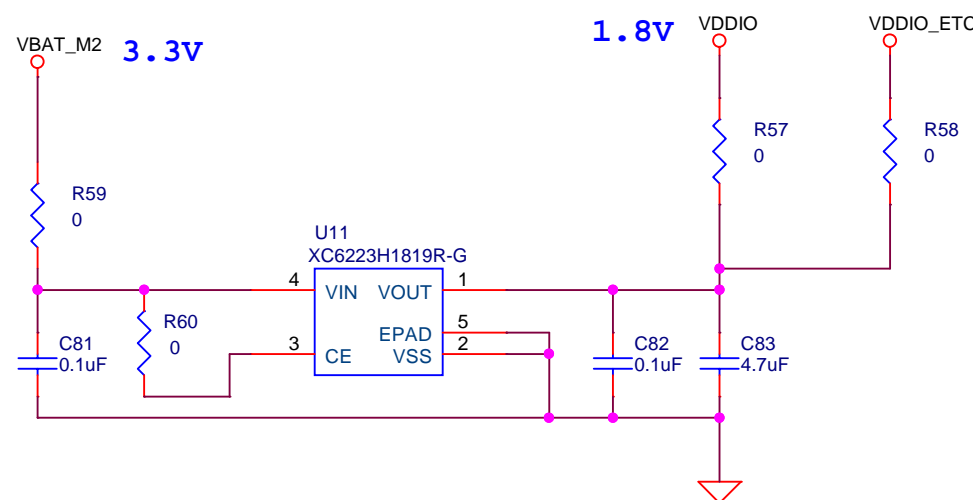 VBAT_M2
3.3V
1.8V
VDDIO
VDDIO_ETC
R59
0
R57
0
R58
0
U11
XC6223H1819R-G
4
VIN
VOUT
1
EPAD
5
VSS
2
3
CE
R60
0
C81
0.1uF
C82
0.1uF
C83
4.7uF